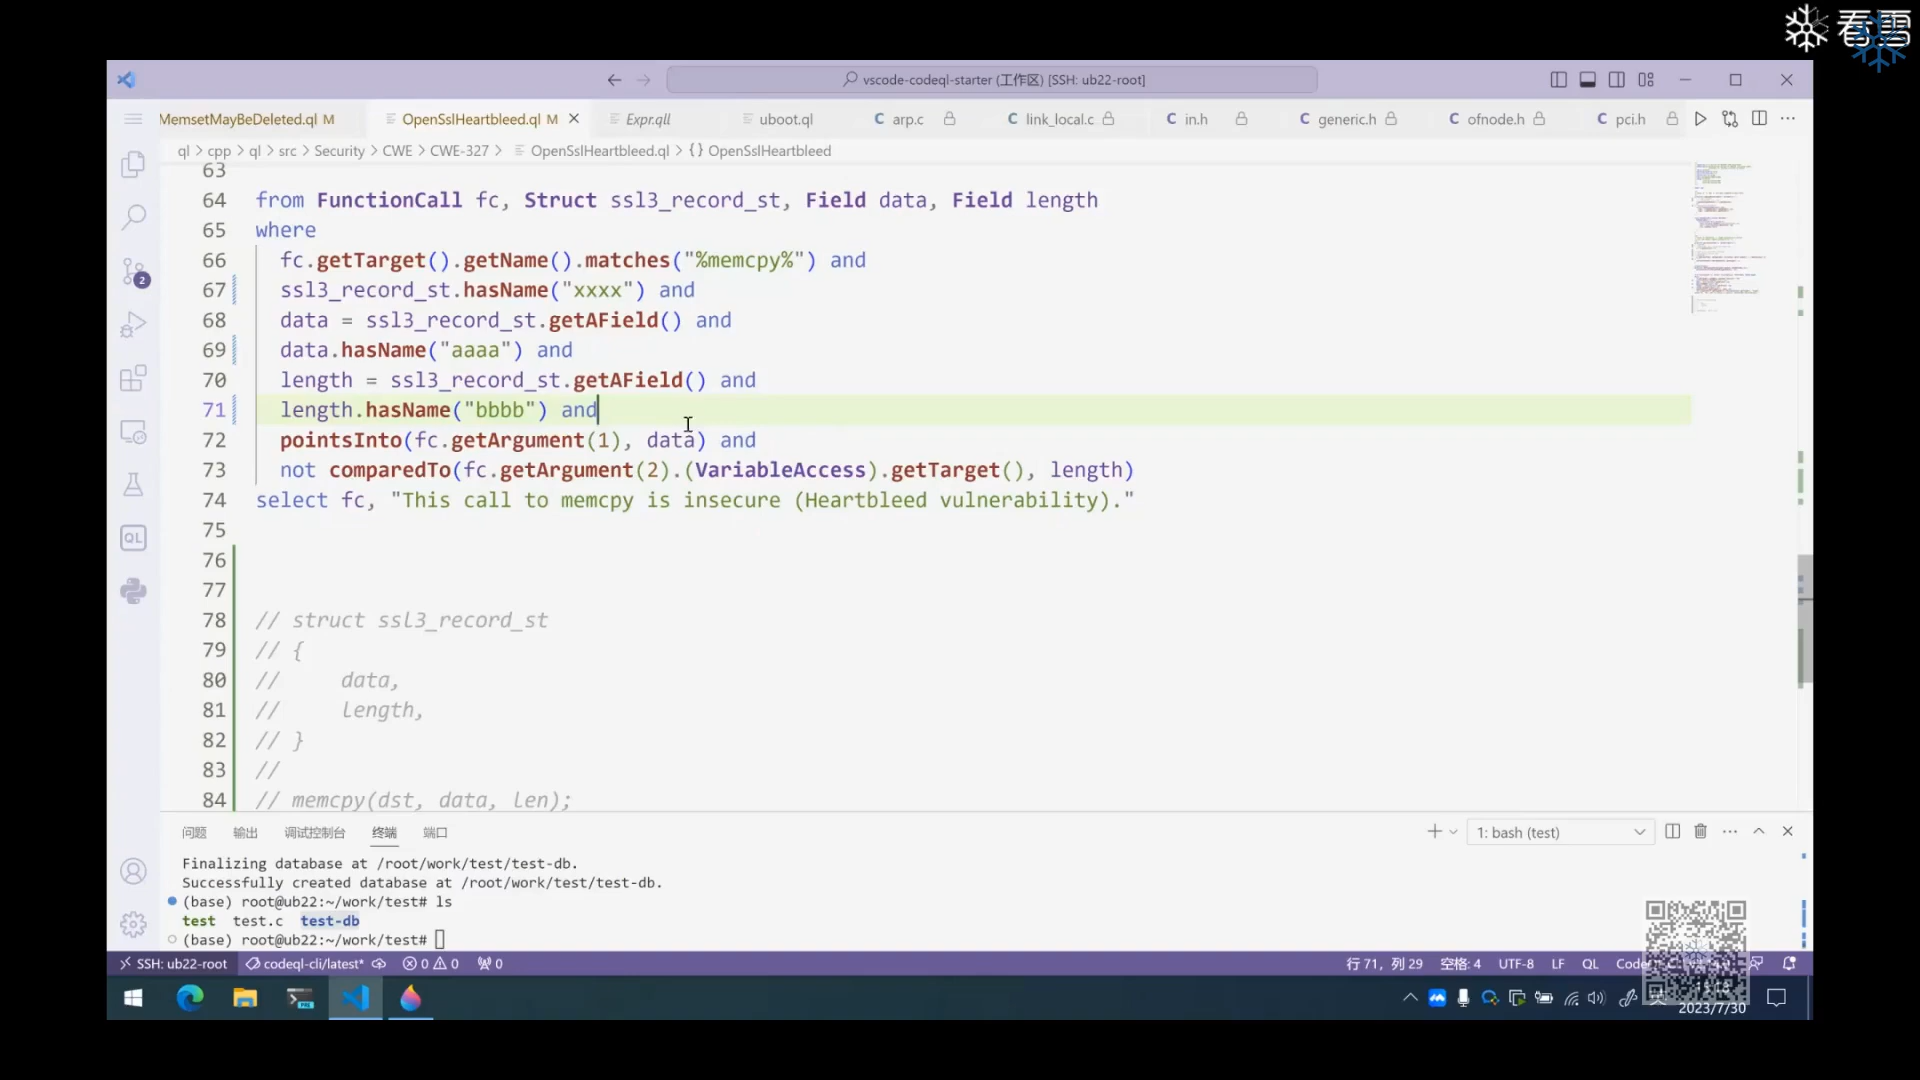 看雪
vscode-codeql-starter (工作区) [SSH: ub22-root]
MemsetMayBeDeleted.ql M
OpenSslHeartbleed.ql M
Expr.qll
uboot.ql
C arp.c
C link_local.c
C in.h
C generic.h
C ofnode.h
C pci.h
ql > cpp > ql > src > Security > CWE > CWE-327 > OpenSslHeartbleed.ql > {} OpenSslHeartbleed
63
64 from FunctionCall fc, Struct ssl3_record_st, Field data, Field length
65 where
66 fc.getTarget().getName().matches("%memcpy%") and
67 ssl3_record_st.hasName("xxxx") and
68 data = ssl3_record_st.getAField() and
69 data.hasName("aaaa") and
70 length = ssl3_record_st.getAField() and
71 length.hasName("bbbb") and
72 pointsInto(fc.getArgument(1), data) and
73 not comparedTo(fc.getArgument(2).(VariableAccess).getTarget(), length)
74 select fc, "This call to memcpy is insecure (Heartbleed vulnerability)."
75
76
77
78 // struct ssl3_record_st
79 // {
80 //     data,
81 //     length,
82 // }
83 //
84 // memcpy(dst, data, len);
2
QL
问题 输出 调试控制台 终端 端口
1: bash (test)
Finalizing database at /root/work/test/test-db.
Successfully created database at /root/work/test/test-db.
(base) root@ub22:~/work/test# ls
test test.c test-db
(base) root@ub22:~/work/test#
SSH: ub22-root codeql-cli/latest* 0 0 0 行 71, 列 29 空格: 4 UTF-8 LF QL
2023/7/30